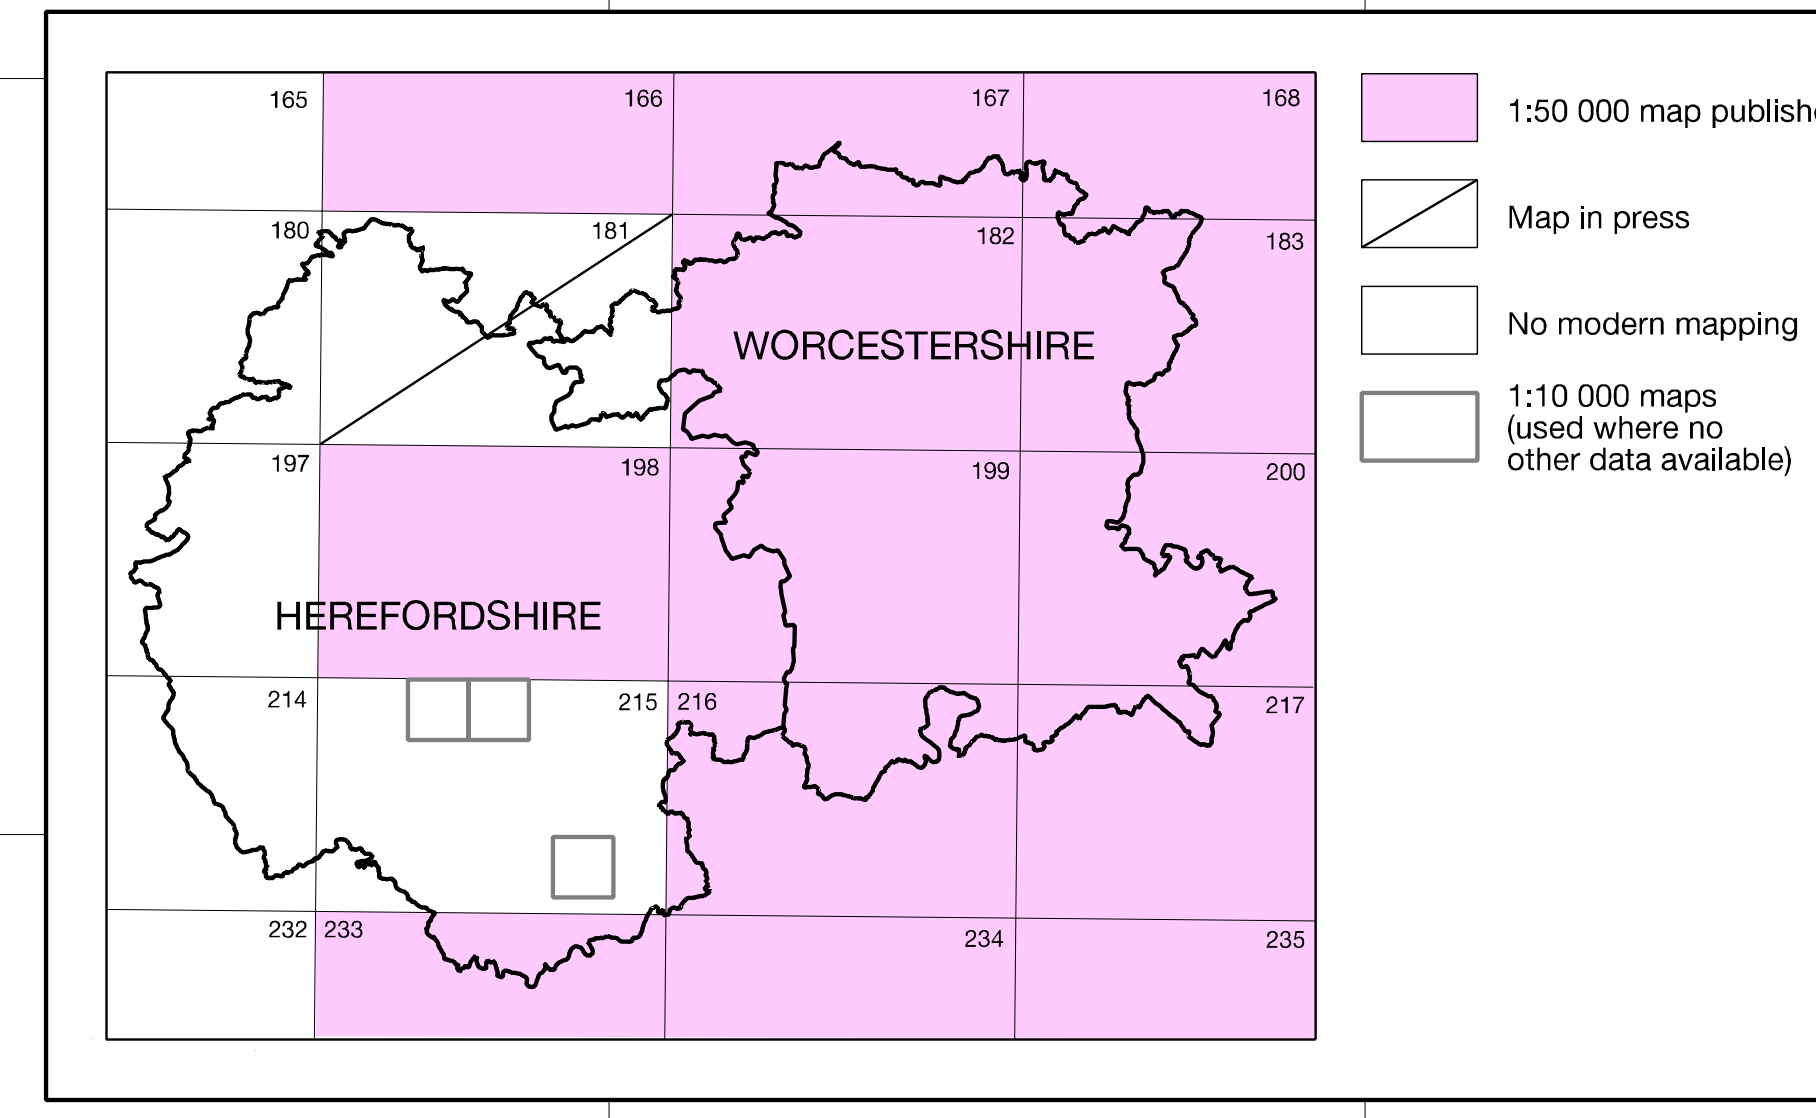 165
166
167
168
180
181
182
183
WORCESTERSHIRE
197
198
199
200
HEREFORDSHIRE
214
215
216
217
232
233
234
235
1:50 000 map publish
Map in press
No modern mapping
1:10 000 maps
(used where no
other data available)